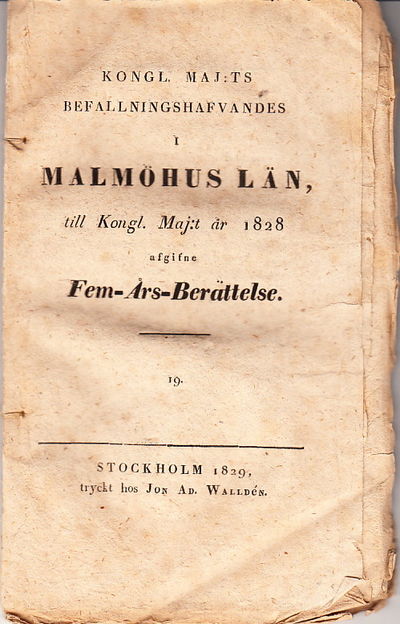 KONGL. MAJ:TS
BEFALLNINGSHAFVANDES
I
MALMÖHUS LÄN,
till Kongl. Maj:t år 1828
afgifne
Fem-Års-Berättelse.
19.
STOCKHOLM 1829,
tryckt hos JON AD. WALLDÉN.